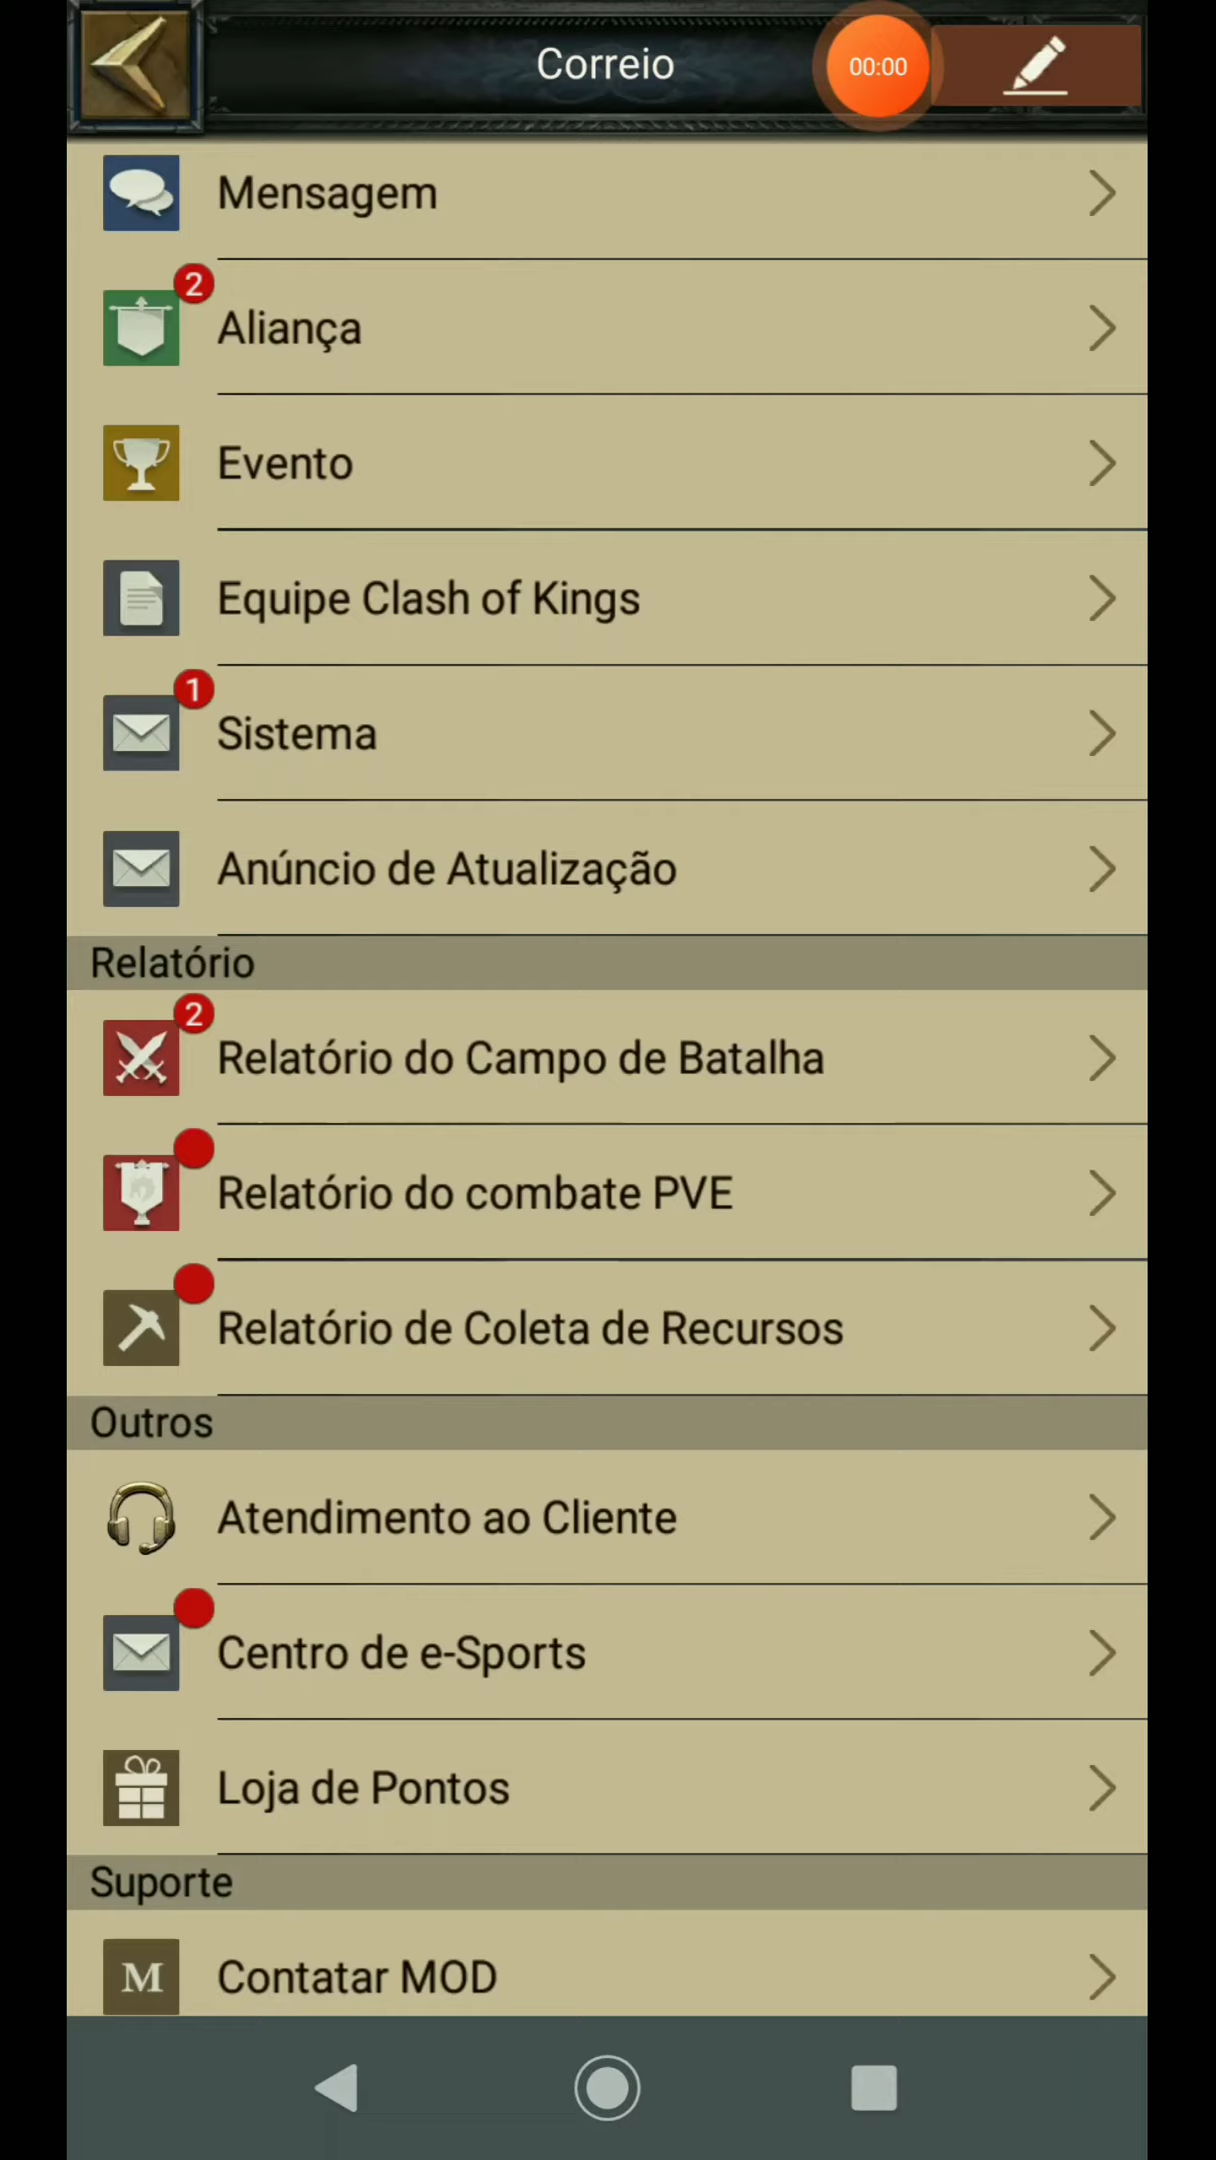 Correio
00:00
Mensagem
2
Aliança
Evento
Equipe Clash of Kings
1
Sistema
Anúncio de Atualização
Relatório
2
Relatório do Campo de Batalha
Relatório do combate PVE
Relatório de Coleta de Recursos
Outros
Atendimento ao Cliente
Centro de e-Sports
Loja de Pontos
Suporte
M
Contatar MOD